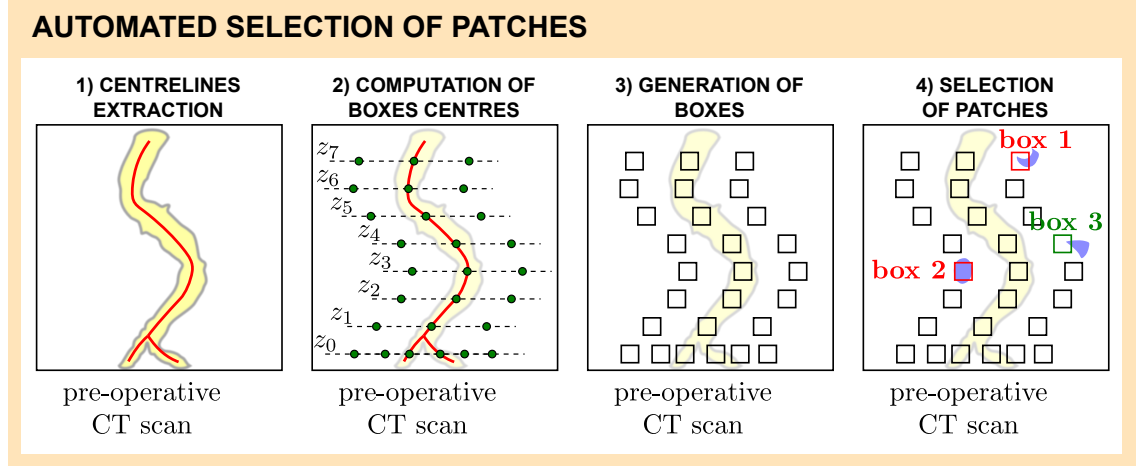 AUTOMATED SELECTION OF PATCHES
1) CENTRELINES
EXTRACTION
2) COMPUTATION OF
BOXES CENTRES
3) GENERATION OF
BOXES
4) SELECTION
OF PATCHES
z7
z6
z5
z4
z3
z2
z1
z0
box 1
box 3
box 2
pre-operative
CT scan
pre-operative
CT scan
pre-operative
CT scan
pre-operative
CT scan